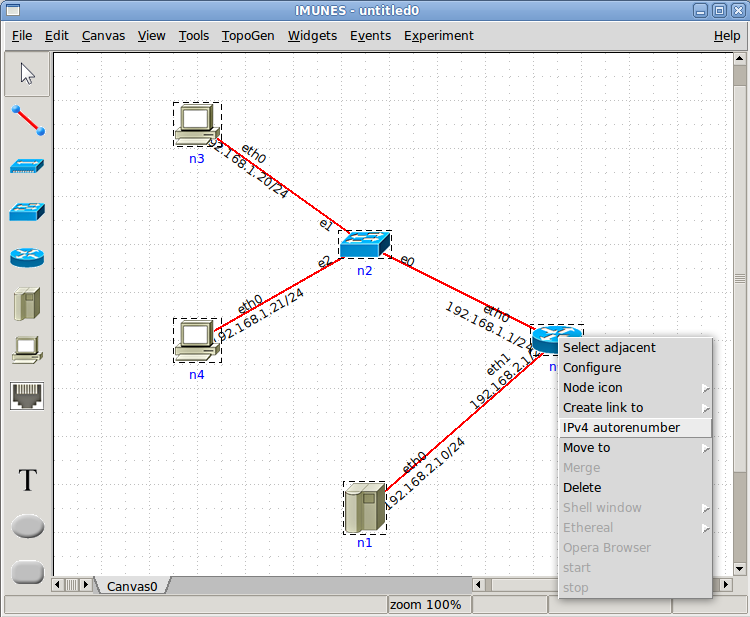 IMUNES - untitled0
File Edit Canvas View Tools TopoGen Widgets Events Experiment Help
n3
eth0
92.168.1.20/24
e1
n2
e2
e0
eth0
192.168.1.21/24
n4
eth0
192.168.1.1/24
eth1
192.168.2.1/
eth0
192.168.2.10/24
n1
Select adjacent
Configure
Node icon
Create link to
IPv4 autorenumber
Move to
Merge
Delete
Shell window
Ethereal
Opera Browser
start
stop
T
Canvas0
zoom 100%